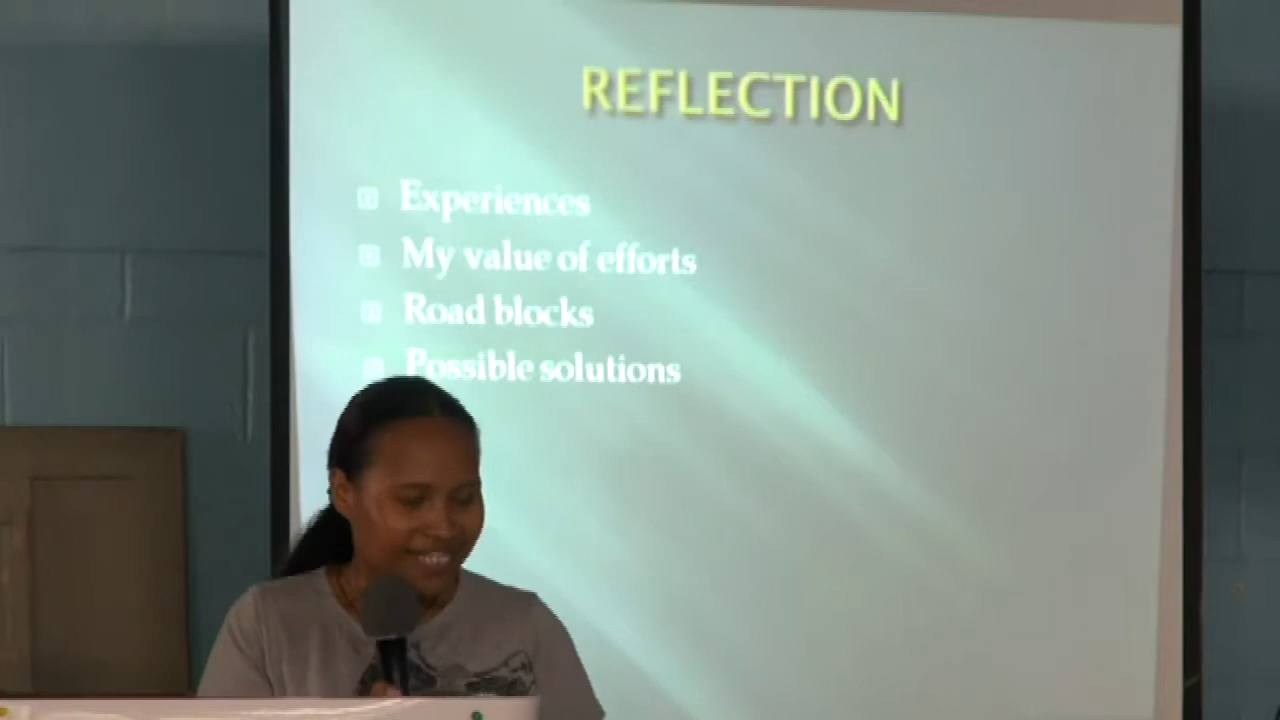 REFLECTION
Experiences
My value of efforts
Road blocks
Possible solutions